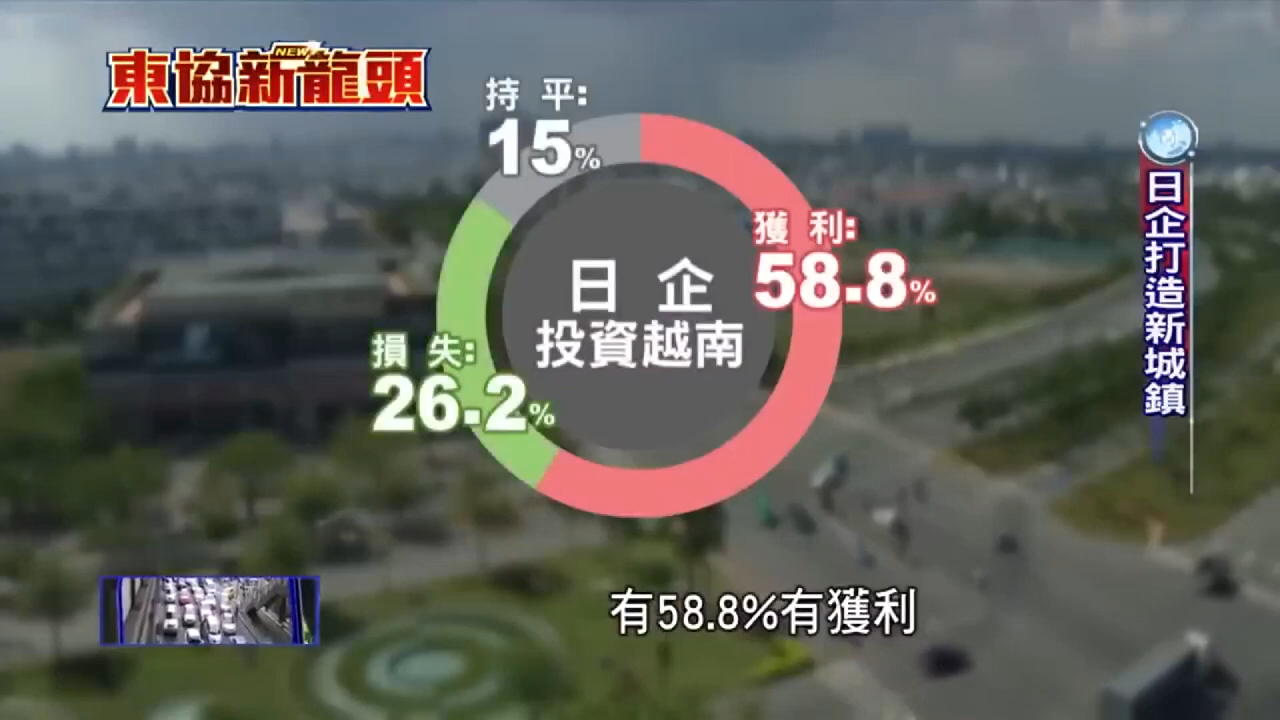 東協新龍頭
NEW
持 平:
15%
獲 利:
58.8%
日 企
投資越南
損 失:
26.2%
日企打造新城鎮
有58.8%有獲利